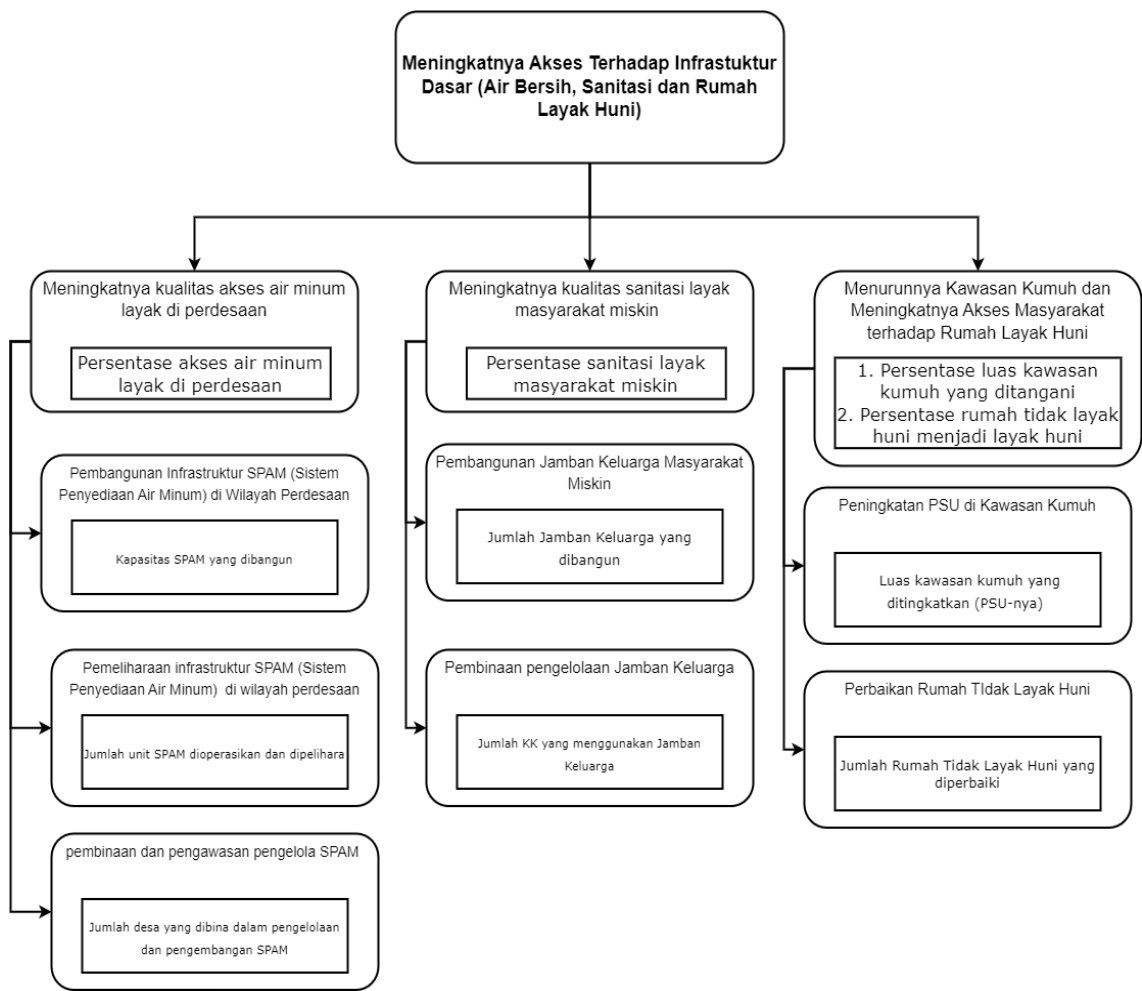 Meningkatnya Akses Terhadap Infrastuktur
Dasar (Air Bersih, Sanitasi dan Rumah
Layak Huni)
Meningkatnya kualitas akses air minum
layak di perdesaan
Persentase akses air minum
layak di perdesaan
Pembangunan Infrastruktur SPAM (Sistem
Penyediaan Air Minum) di Wilayah Perdesaan
Kapasitas SPAM yang dibangun
Pemeliharaan infrastruktur SPAM (Sistem
Penyediaan Air Minum) di wilayah perdesaan
Jumlah unit SPAM dioperasikan dan dipelihara
pembinaan dan pengawasan pengelola SPAM
Jumlah desa yang dibina dalam pengelolaan
dan pengembangan SPAM
Meningkatnya kualitas sanitasi layak
masyarakat miskin
Persentase sanitasi layak
masyarakat miskin
Pembangunan Jamban Keluarga Masyarakat
Miskin
Jumlah Jamban Keluarga yang
dibangun
Pembinaan pengelolaan Jamban Keluarga
Jumlah KK yang menggunakan Jamban
Keluarga
Menurunnya Kawasan Kumuh dan
Meningkatnya Akses Masyarakat
terhadap Rumah Layak Huni
1. Persentase luas kawasan
kumuh yang ditangani
2. Persentase rumah tidak layak
huni menjadi layak huni
Peningkatan PSU di Kawasan Kumuh
Luas kawasan kumuh yang
ditingkatkan (PSU-nya)
Perbaikan Rumah TIdak Layak Huni
Jumlah Rumah Tidak Layak Huni yang
diperbaiki